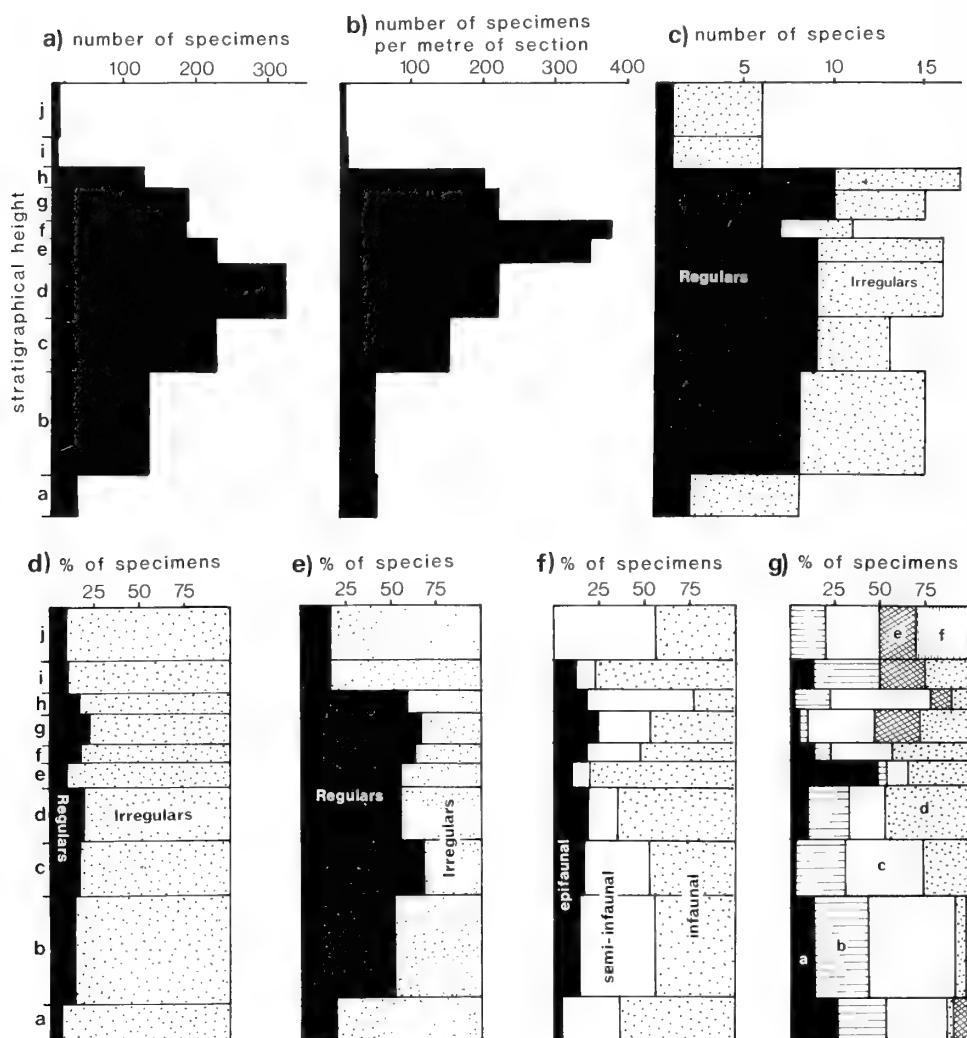 a) number of specimens
100 200 300
b) number of specimens
per metre of section
100 200 300 400
c) number of species
5 10 15
stratigraphical height
j
i
h
g
f
e
d
c
b
a
Regulars
Irregulars
d) % of specimens
25 50 75
e) % of species
25 50 75
f) % of specimens
25 50 75
g) % of specimens
25 50 75
j
i
h
g
f
e
d
c
b
a
Regulars
Irregulars
Regulars
Irregulars
epifaunal
semi-infaunal
infaunal
e
f
d
c
b
a